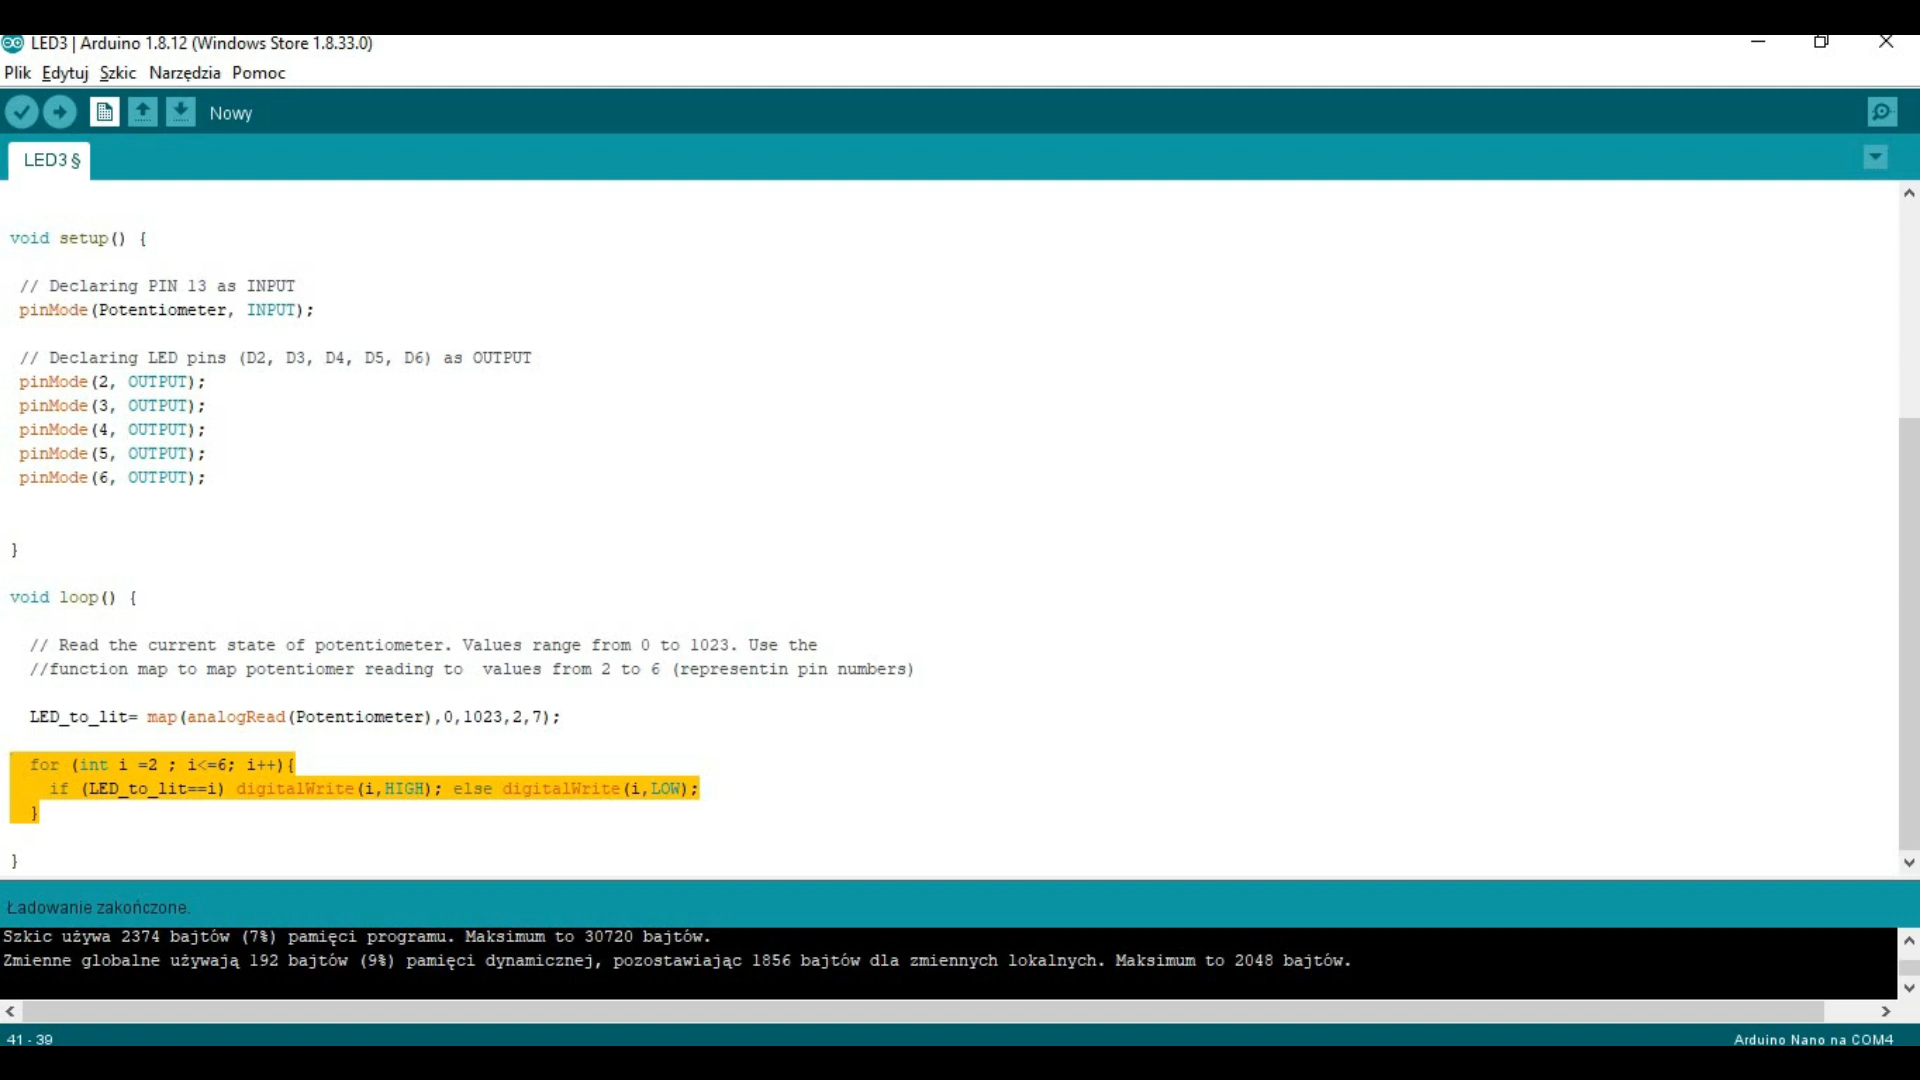 LED3 | Arduino 1.8.12 (Windows Store 1.8.33.0)
Plik Edytuj Szkic Narzędzia Pomoc
Nowy
LED3 §
void setup() {
// Declaring PIN 13 as INPUT
pinMode(Potentiometer, INPUT);
// Declaring LED pins (D2, D3, D4, D5, D6) as OUTPUT
pinMode(2, OUTPUT);
pinMode(3, OUTPUT);
pinMode(4, OUTPUT);
pinMode(5, OUTPUT);
pinMode(6, OUTPUT);
}
void loop() {
// Read the current state of potentiometer. Values range from 0 to 1023. Use the
//function map to map potentiomer reading to  values from 2 to 6 (representin pin numbers)
LED_to_lit= map(analogRead(Potentiometer),0,1023,2,7);
for (int i =2 ; i<=6; i++){
if (LED_to_lit==i) digitalWrite(i,HIGH); else digitalWrite(i,LOW);
}
}
Ładowanie zakończone.
Szkic używa 2374 bajtów (7%) pamięci programu. Maksimum to 30720 bajtów.
Zmienne globalne używają 192 bajtów (9%) pamięci dynamicznej, pozostawiając 1856 bajtów dla zmiennych lokalnych. Maksimum to 2048 bajtów.
41 - 39
Arduino Nano na COM4